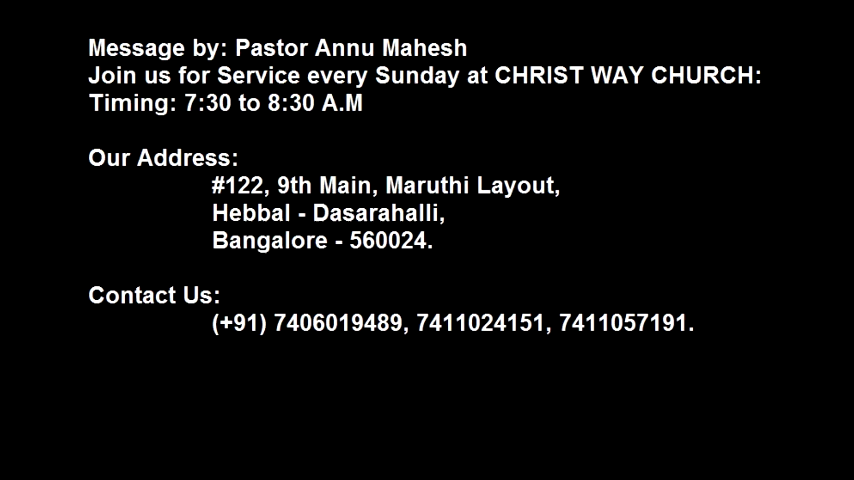 Message by: Pastor Annu Mahesh
Join us for Service every Sunday at CHRIST WAY CHURCH:
Timing: 7:30 to 8:30 A.M
Our Address:
#122, 9th Main, Maruthi Layout,
Hebbal - Dasarahalli,
Bangalore - 560024.
Contact Us:
(+91) 7406019489, 7411024151, 7411057191.